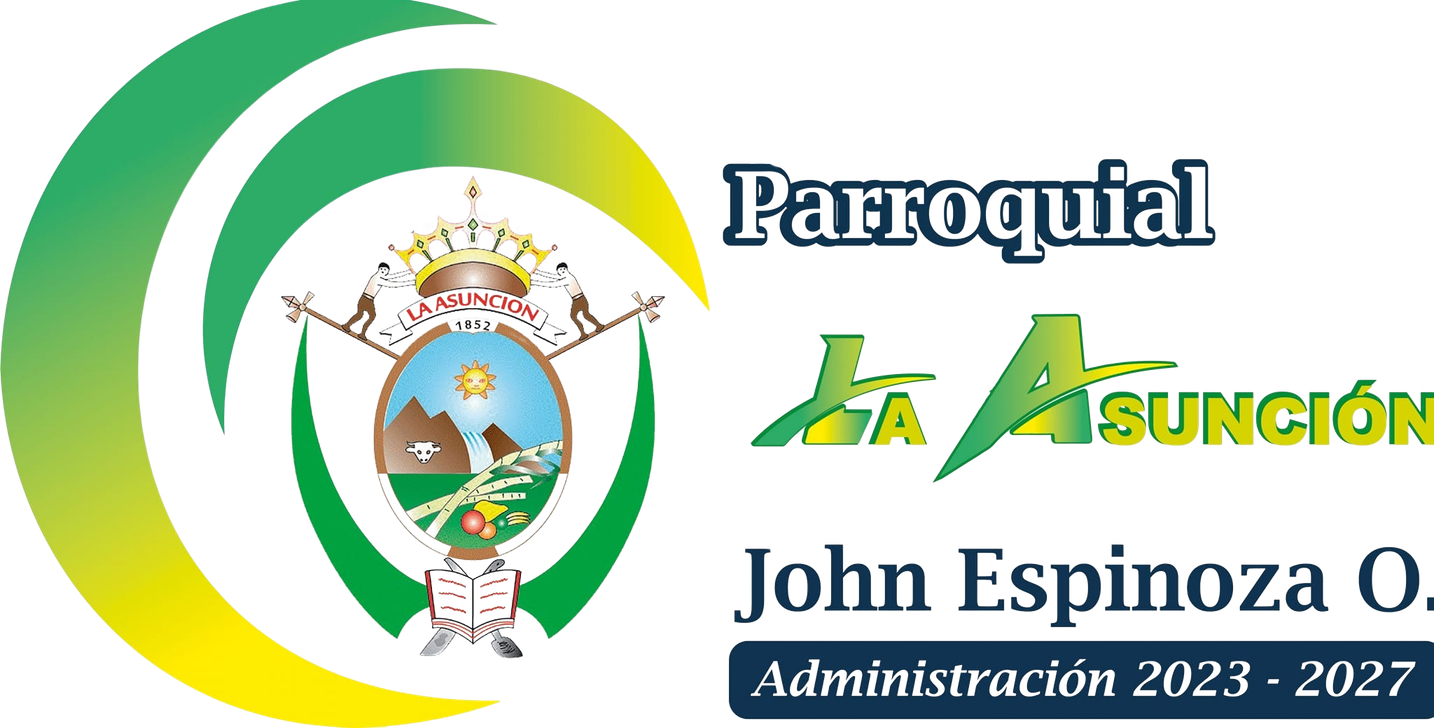 LA ASUNCION
1852
Parroquial
LA ASUNCIÓN
John Espinoza O.
Administración 2023 - 2027